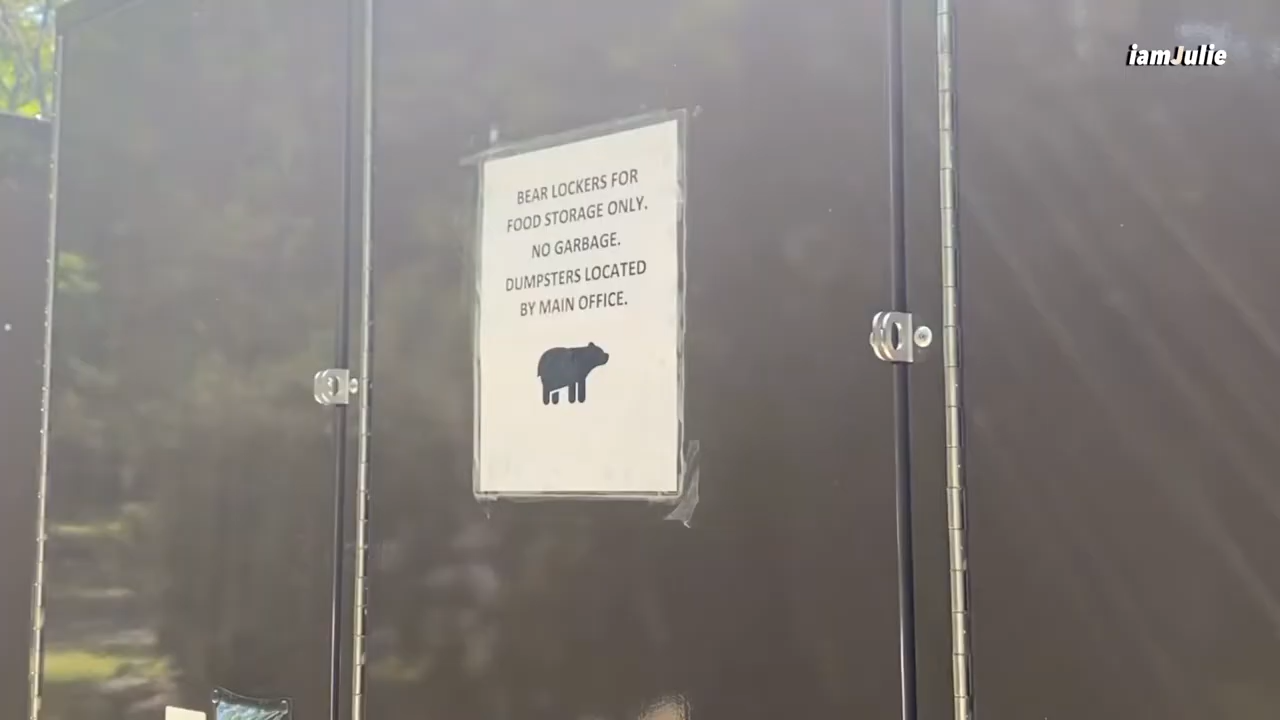 iamJulie
BEAR LOCKERS FOR
FOOD STORAGE ONLY.
NO GARBAGE.
DUMPSTERS LOCATED
BY MAIN OFFICE.